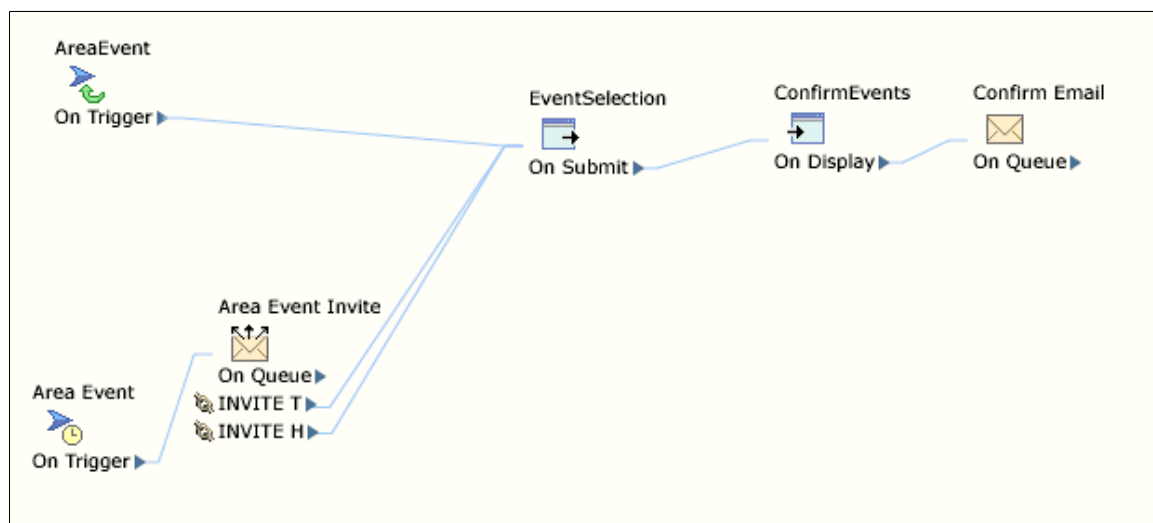 AreaEvent
On Trigger
EventSelection
On Submit
ConfirmEvents
On Display
Confirm Email
On Queue
Area Event Invite
On Queue
INVITE T
INVITE H
Area Event
On Trigger